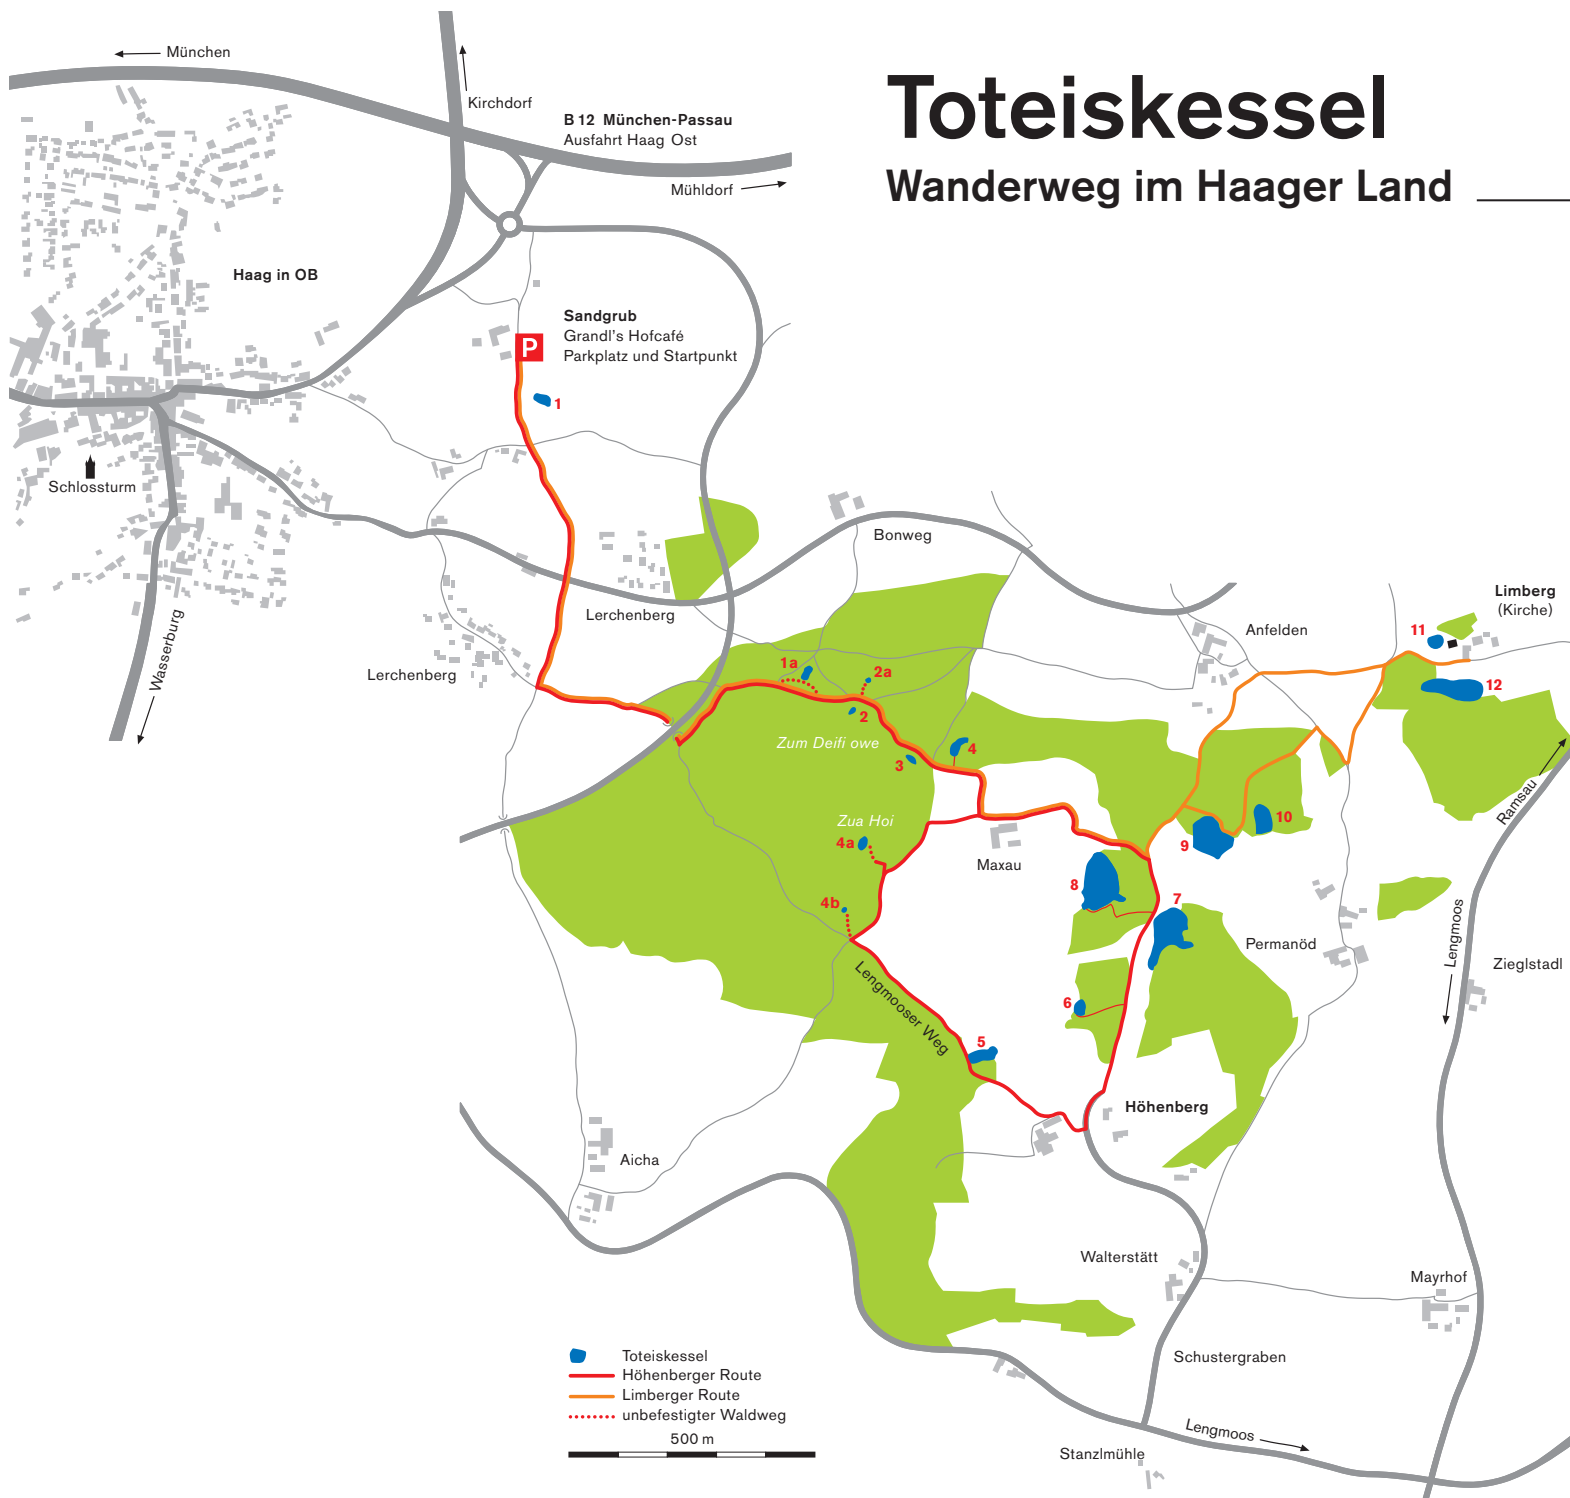 Toteiskessel
Wanderweg im Haager Land
München
Kirchdorf
B 12 München-Passau
Ausfahrt Haag Ost
Mühldorf
Haag in OB
Sandgrub
Grandl's Hofcafé
Parkplatz und Startpunkt
P
1
Schlossturm
Wasserburg
Lerchenberg
Lerchenberg
Bonweg
Anfelden
Limberg
(Kirche)
11
12
1a
2a
2
Zum Deifi owe
3
4
Zua Hoi
4a
4b
Maxau
8
7
9
10
Ramsau
Lengmoos
Permanöd
Zieglstadl
Lengmooser Weg
6
5
Höhenberg
Aicha
Walterstätt
Mayrhof
Schustergraben
Toteiskessel
Höhenberger Route
Limberger Route
unbefestigter Waldweg
500 m
Lengmoos
Stanzlmühle